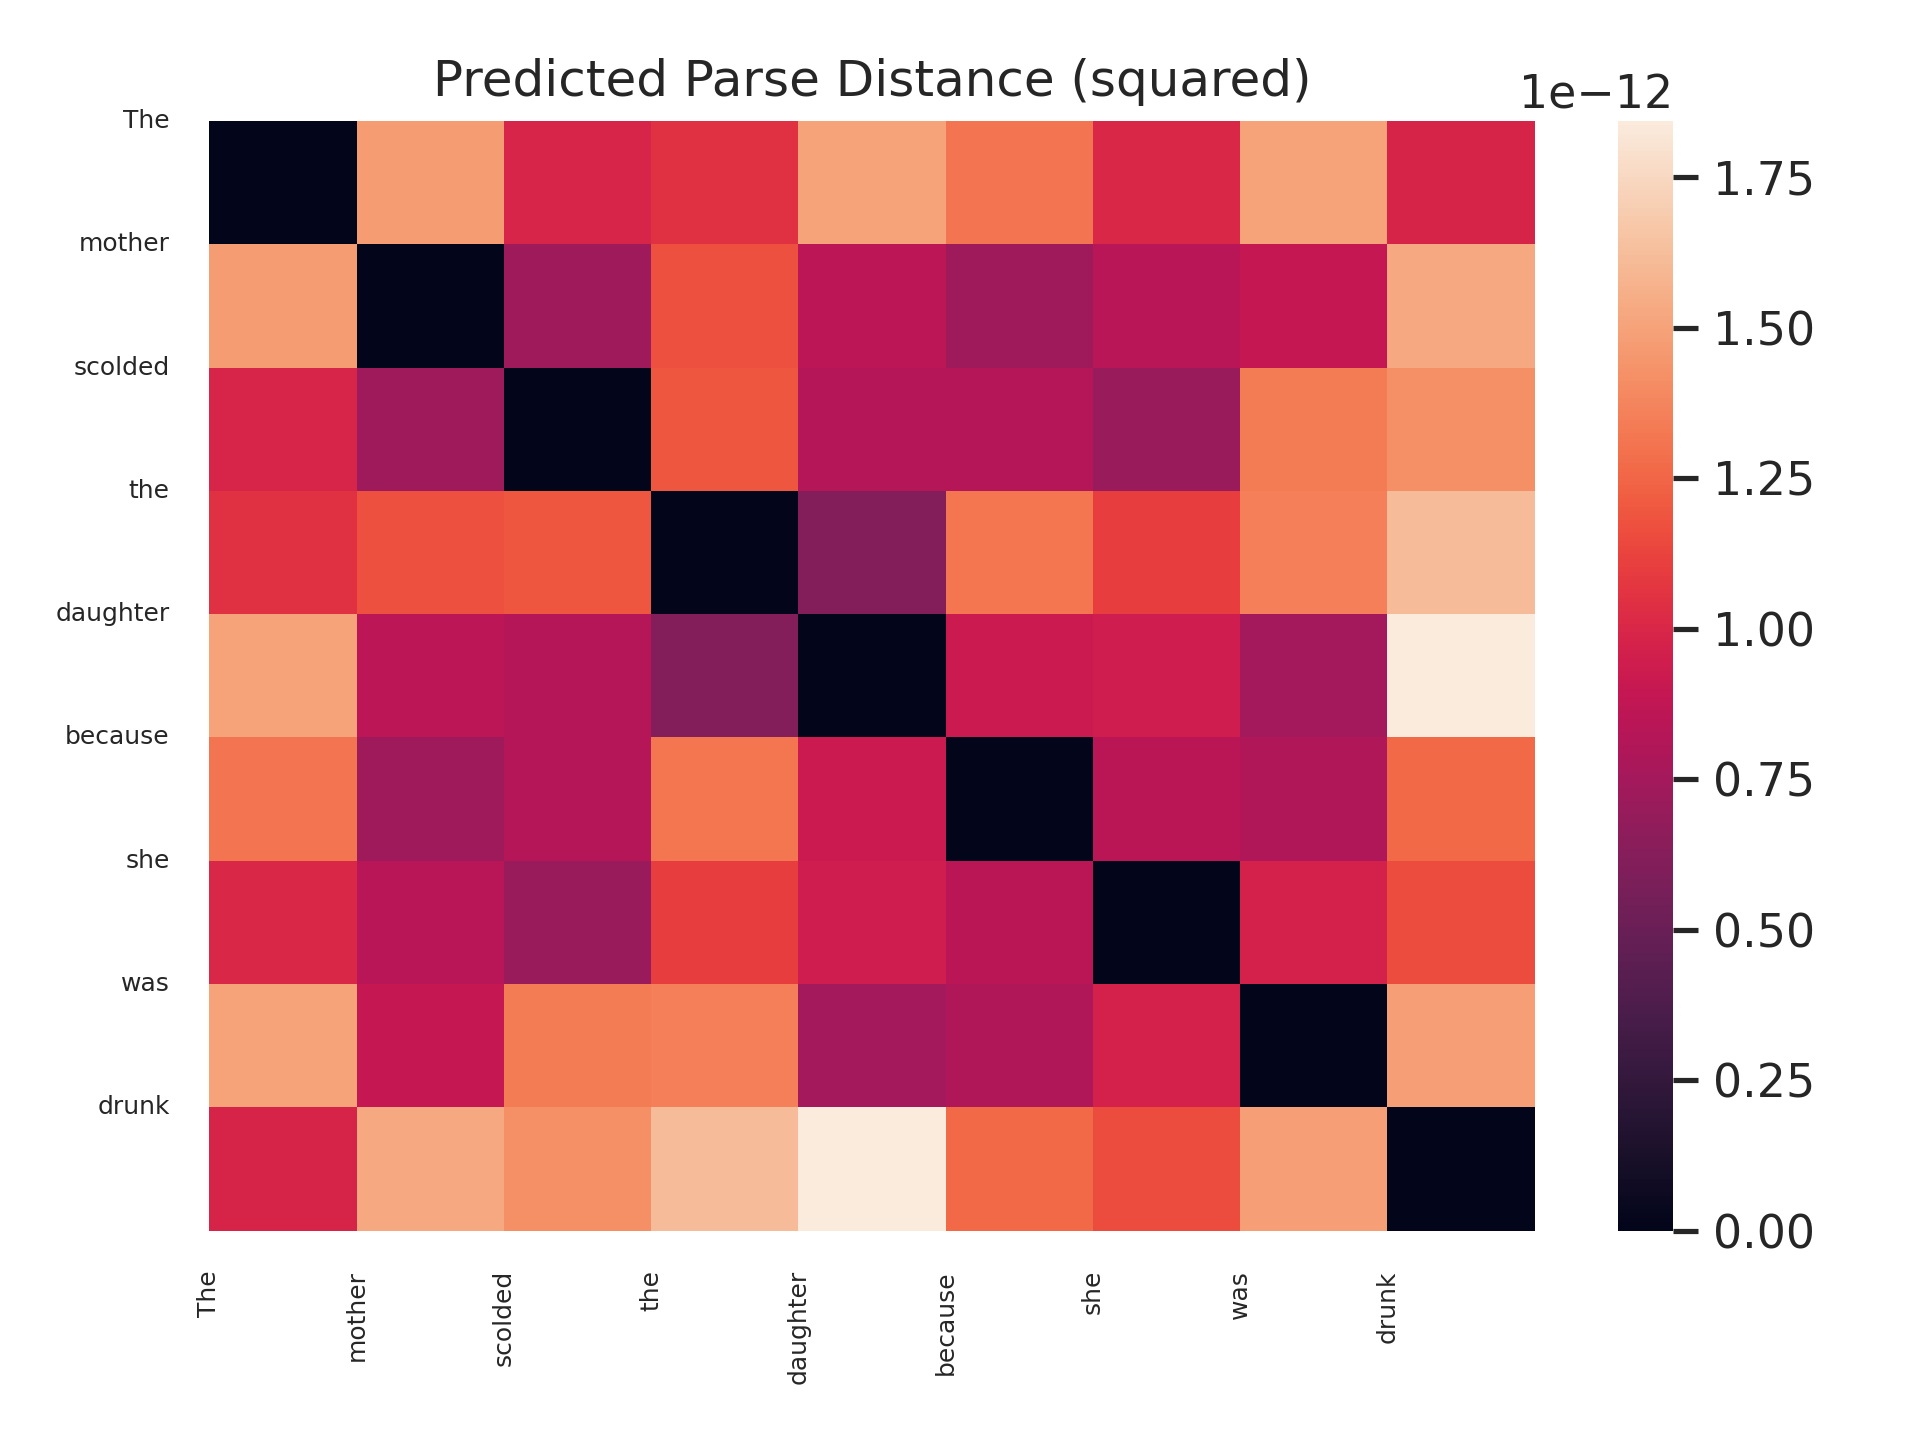 Predicted Parse Distance (squared)
1e−12
The
mother
scolded
the
daughter
because
she
was
drunk
The
mother
scolded
the
daughter
because
she
was
drunk
1.75
1.50
1.25
1.00
0.75
0.50
0.25
0.00